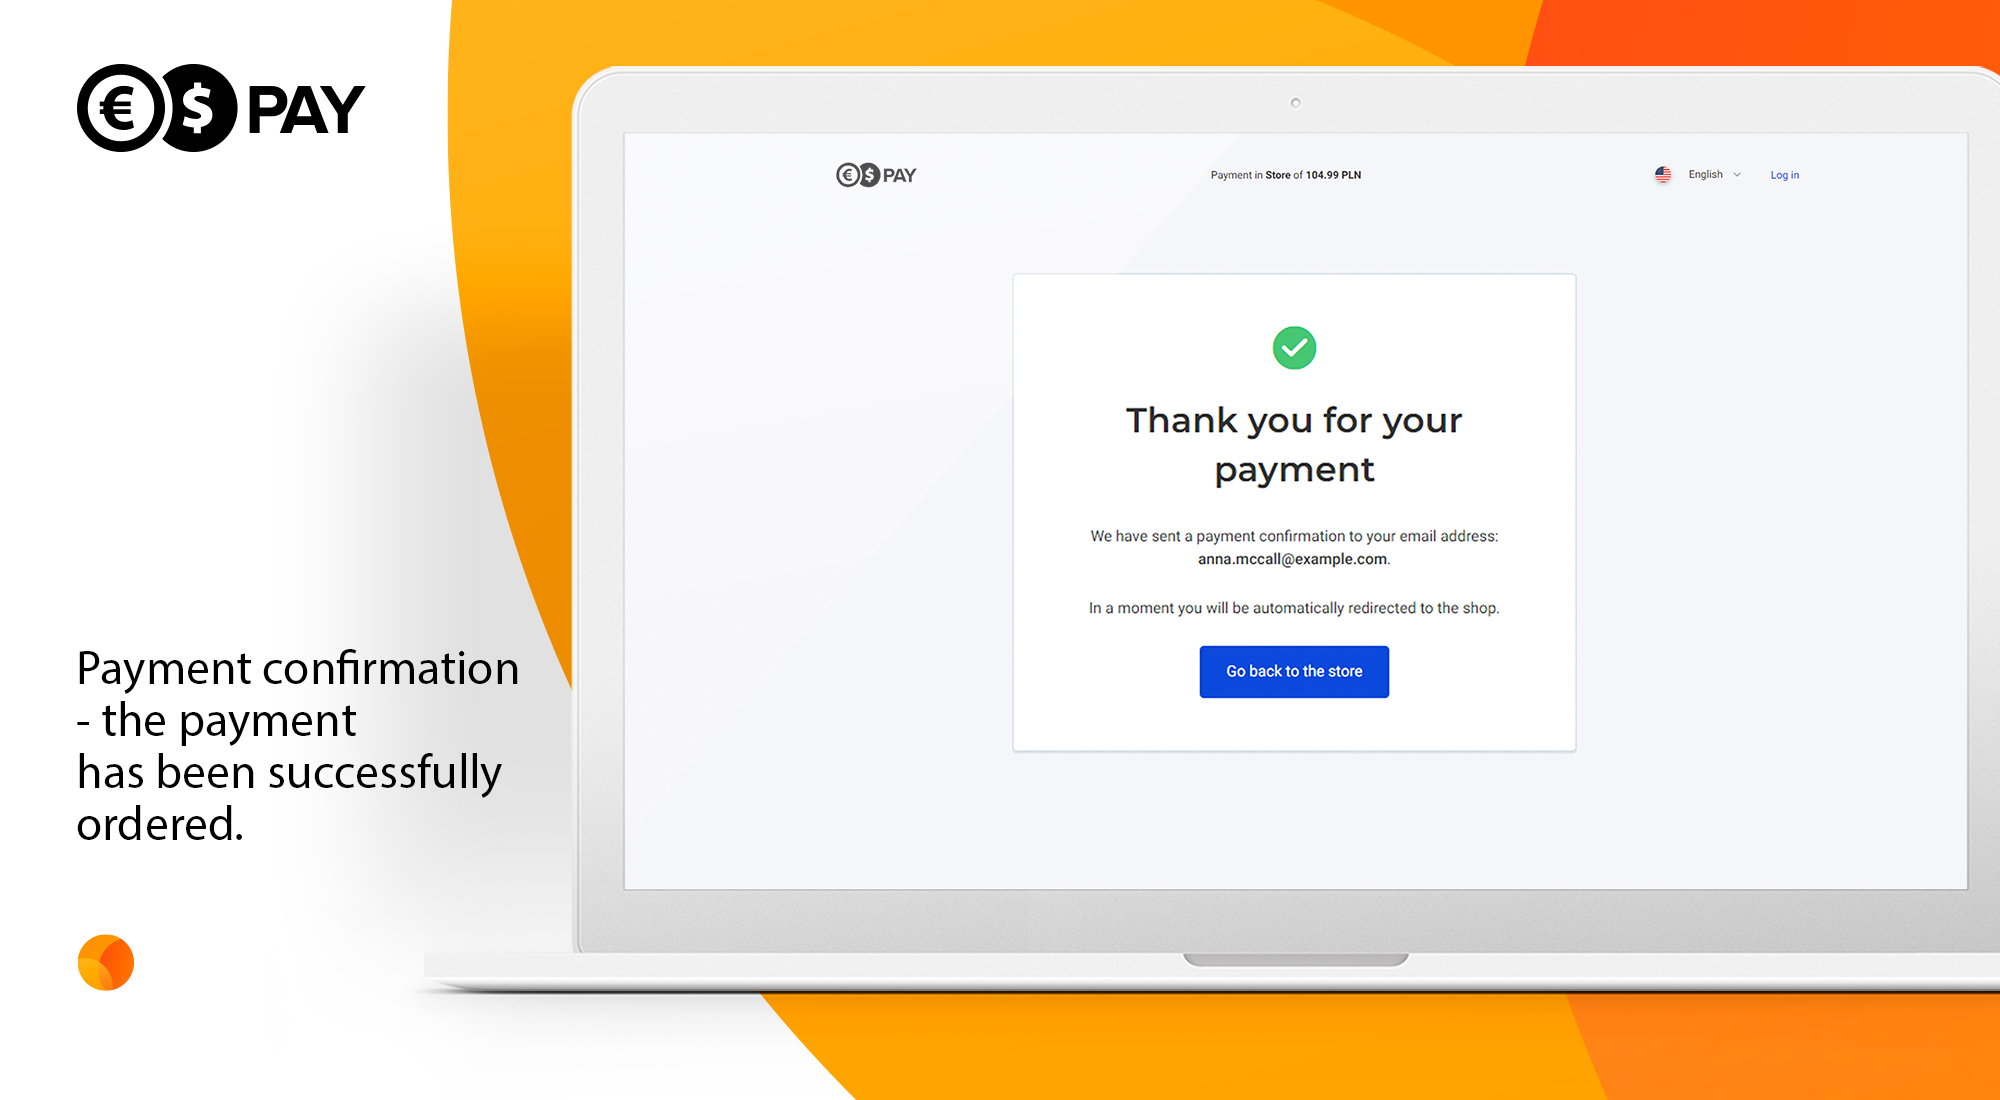 €$ PAY
Payment confirmation
- the payment
has been successfully
ordered.
€$ PAY
Payment in Store of 104.99 PLN
English
Log in
Thank you for your
payment
We have sent a payment confirmation to your email address:
anna.mccall@example.com.
In a moment you will be automatically redirected to the shop.
Go back to the store